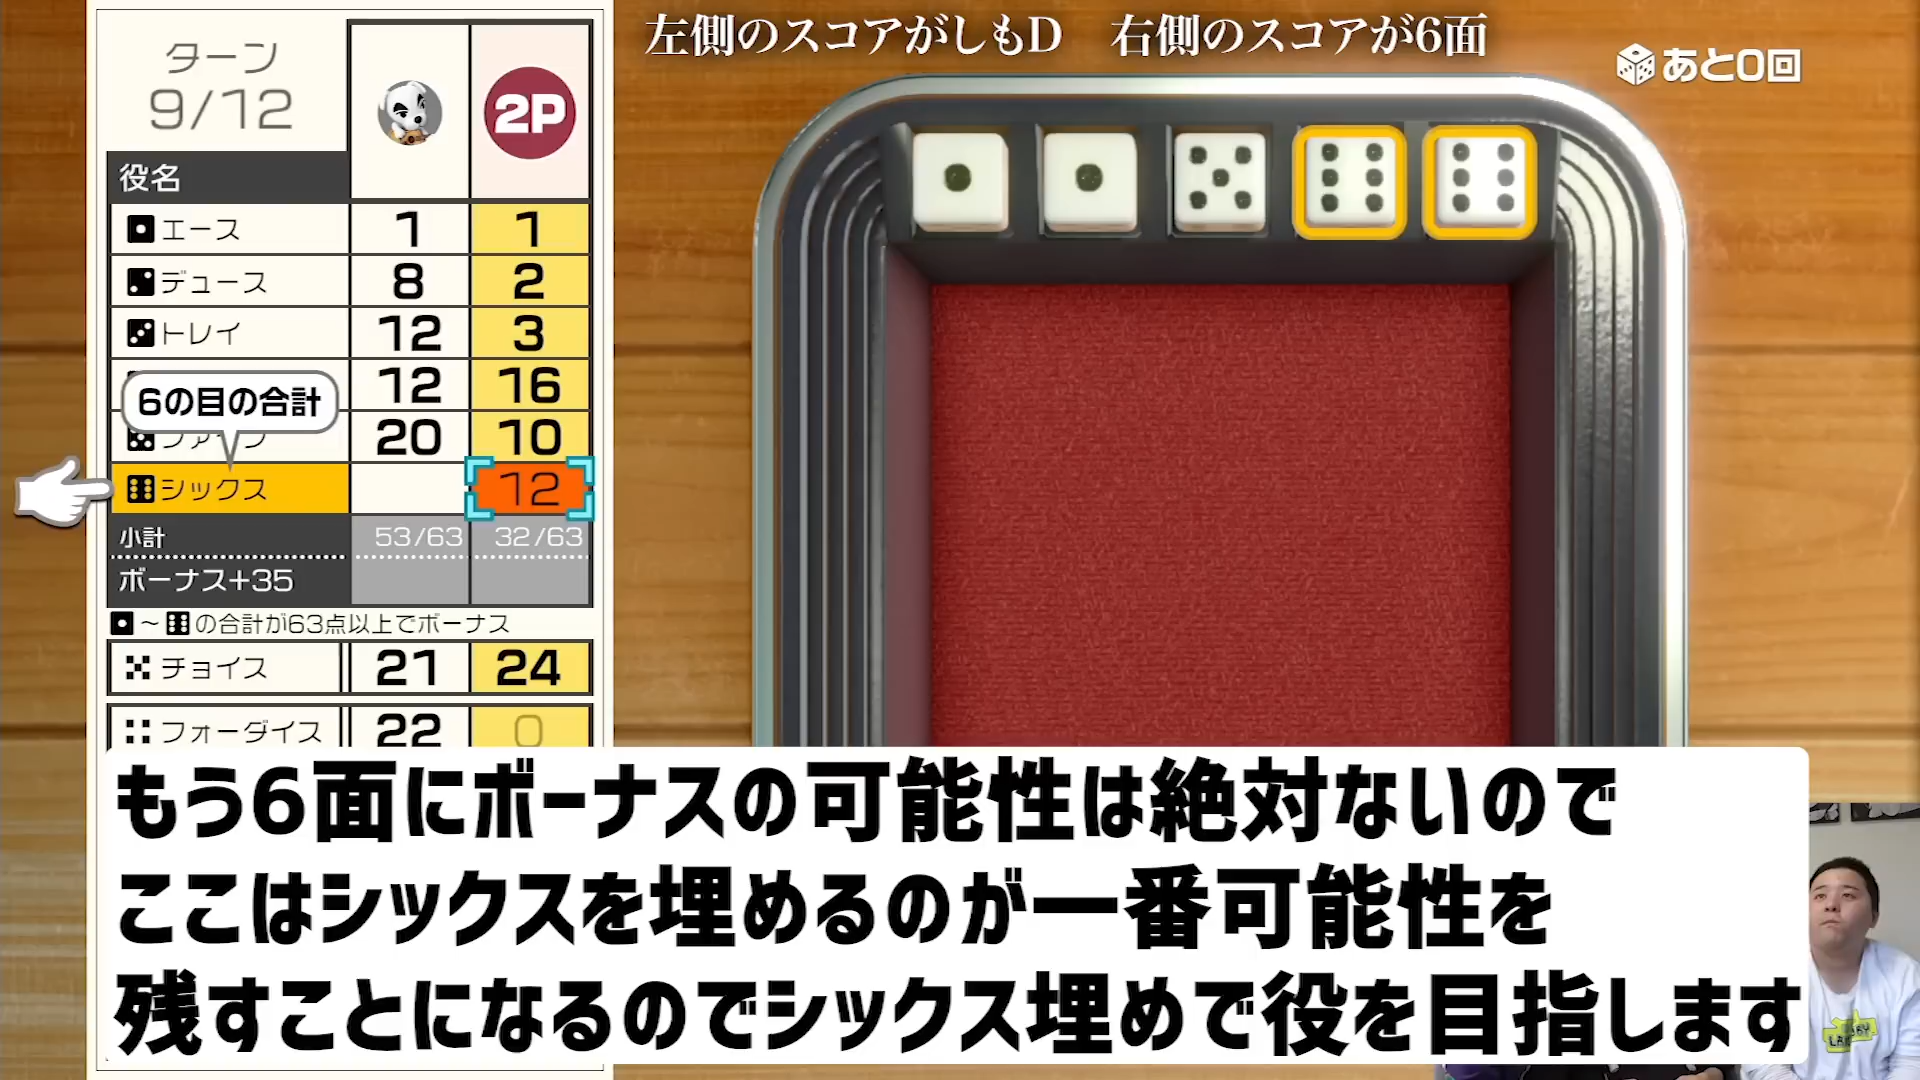 左側のスコアがしもD 右側のスコアが6面
あと0回
ターン
9/12
2P
役名
エース 1 1
デュース 8 2
トレイ 12 3
12 16
6の目の合計
20 10
シックス 12
小計 53/63 32/63
ボーナス+35
~の合計が63点以上でボーナス
チョイス 21 24
フォーダイス 22 0
もう6面にボーナスの可能性は絶対ないので
ここはシックスを埋めるのが一番可能性を
残すことになるのでシックス埋めで役を目指します